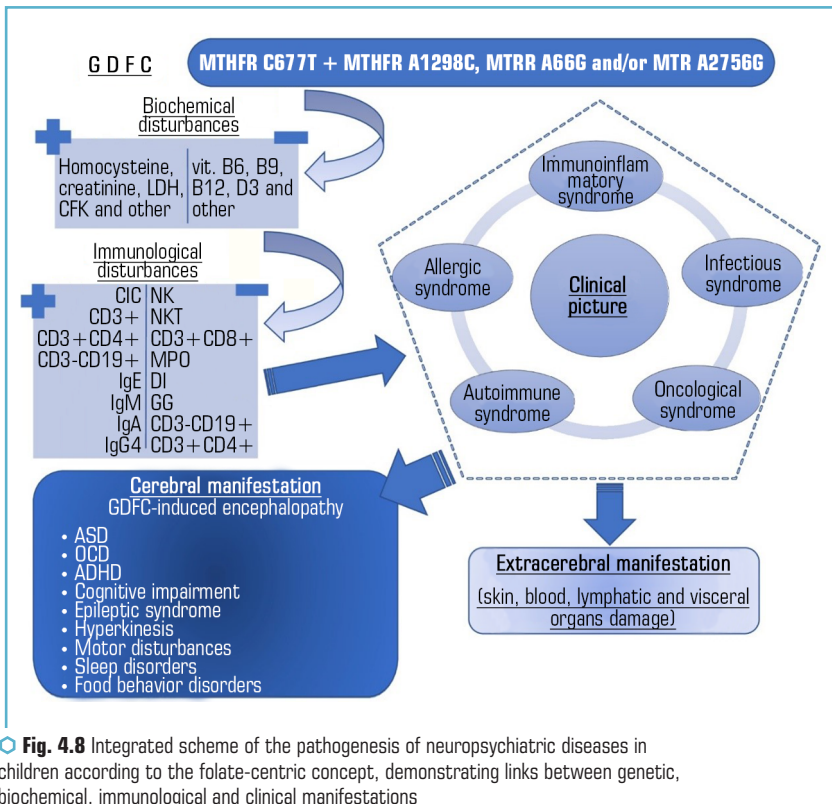 G D F C
MTHFR C677T + MTHFR A1298C, MTRR A66G and/or MTR A2756G
Biochemical
disturbances
Homocysteine,
creatinine, LDH,
CFK and other
vit. B6, B9,
B12, D3 and
other
Immunological
disturbances
CIC
CD3+
CD3+CD4+
CD3-CD19+
IgE
IgM
IgA
IgG4
NK
NKT
CD3+CD8+
MPO
DI
GG
CD3-CD19+
CD3+CD4+
Immunoinflam
matory
syndrome
Allergic
syndrome
Infectious
syndrome
Clinical
picture
Autoimmune
syndrome
Oncological
syndrome
Cerebral manifestation
GDFC-induced encephalopathy
• ASD
• OCD
• ADHD
• Cognitive impairment
• Epileptic syndrome
• Hyperkinesis
• Motor disturbances
• Sleep disorders
• Food behavior disorders
Extracerebral manifestation
(skin, blood, lymphatic and visceral
organs damage)
Fig. 4.8 Integrated scheme of the pathogenesis of neuropsychiatric diseases in
children according to the folate-centric concept, demonstrating links between genetic,
biochemical, immunological and clinical manifestations